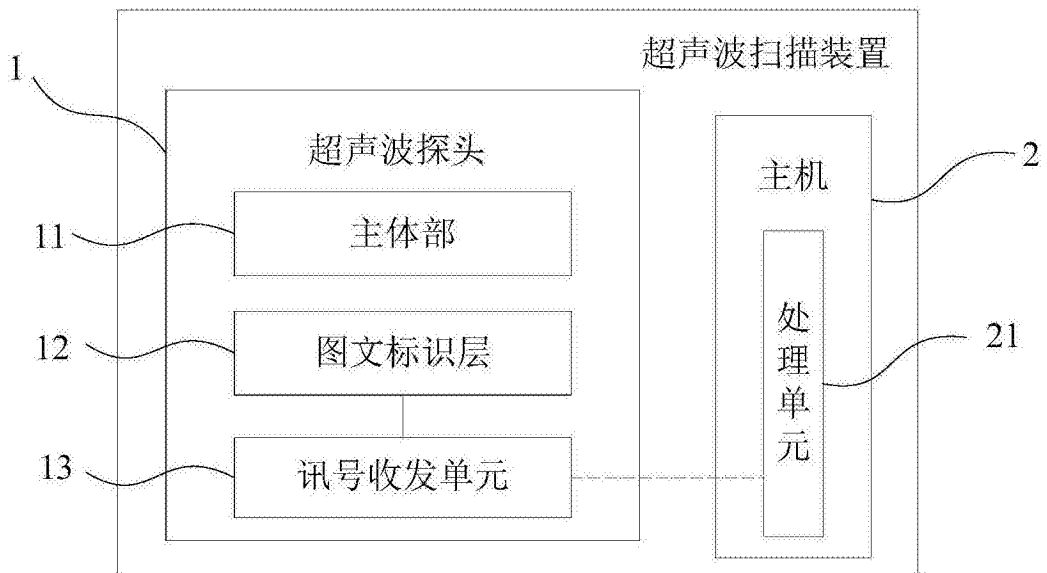 超声波扫描装置
1
超声波探头
主机
2
11
主体部
12
图文标识层
处理单元
21
13
讯号收发单元